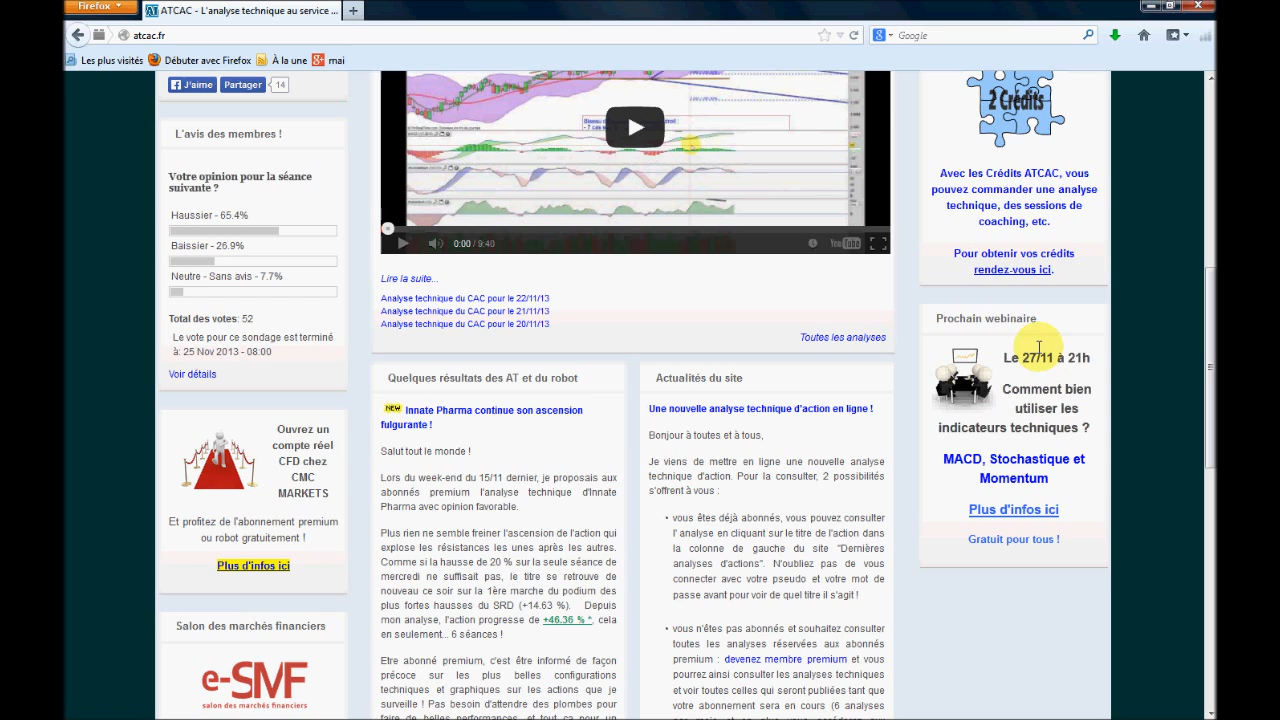 Firefox
ATCAC - L'analyse technique au service ...
atcac.fr
Google
Les plus visités
Débuter avec Firefox
À la une
mai
J'aime
Partager
14
L'avis des membres !
Votre opinion pour la séance
suivante ?
Haussier - 65.4%
Baissier - 26.9%
Neutre - Sans avis - 7.7%
Total des votes: 52
Le vote pour ce sondage est terminé
à: 25 Nov 2013 - 08:00
Voir détails
Ouvrez un
compte réel
CFD chez
CMC
MARKETS
Et profitez de l'abonnement premium
ou robot gratuitement !
Plus d'infos ici
Salon des marchés financiers
e-SMF
salon des marchés financiers
0:00 / 9:40
YouTube
Lire la suite...
Analyse technique du CAC pour le 22/11/13
Analyse technique du CAC pour le 21/11/13
Analyse technique du CAC pour le 20/11/13
Toutes les analyses
Quelques résultats des AT et du robot
NEW Innate Pharma continue son ascension
fulgurante !
Salut tout le monde !
Lors du week-end du 15/11 dernier, je proposais aux
abonnés premium l'analyse technique d'Innate
Pharma avec opinion favorable.
Plus rien ne semble freiner l'ascension de l'action qui
explose les résistances les unes après les autres.
Comme si la hausse de 20 % sur la seule séance de
mercredi ne suffisait pas, le titre se retrouve de
nouveau ce soir sur la 1ère marche du podium des
plus fortes hausses du SRD (+14.63 %). Depuis
mon analyse, l'action progresse de +46.36 % *, cela
en seulement... 6 séances !
Etre abonné premium, c'est être informé de façon
précoce sur les plus belles configurations
techniques et graphiques sur les actions que je
surveille ! Pas besoin d'attendre des plombes pour
faire de belles performances, et tout ça pour un
Actualités du site
Une nouvelle analyse technique d'action en ligne !
Bonjour à toutes et à tous,
Je viens de mettre en ligne une nouvelle analyse
technique d'action. Pour la consulter, 2 possibilités
s'offrent à vous :
• vous êtes déjà abonnés, vous pouvez consulter
l' analyse en cliquant sur le titre de l'action dans
la colonne de gauche du site "Dernières
analyses d'actions". N'oubliez pas de vous
connecter avec votre pseudo et votre mot de
passe avant pour voir de quel titre il s'agit !
• vous n'êtes pas abonnés et souhaitez consulter
toutes les analyses réservées aux abonnés
premium : devenez membre premium et vous
pourrez ainsi consulter les analyses techniques
et voir toutes celles qui seront publiées tant que
votre abonnement sera en cours (6 analyses
2 Crédits
Avec les Crédits ATCAC, vous
pouvez commander une analyse
technique, des sessions de
coaching, etc.
Pour obtenir vos crédits
rendez-vous ici.
Prochain webinaire
Le 27/11 à 21h
Comment bien
utiliser les
indicateurs techniques ?
MACD, Stochastique et
Momentum
Plus d'infos ici
Gratuit pour tous !